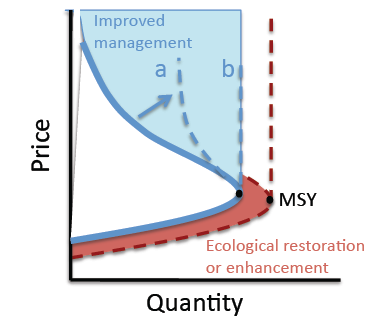 Improved
management
a
b
Price
MSY
Ecological restoration
or enhancement
Quantity